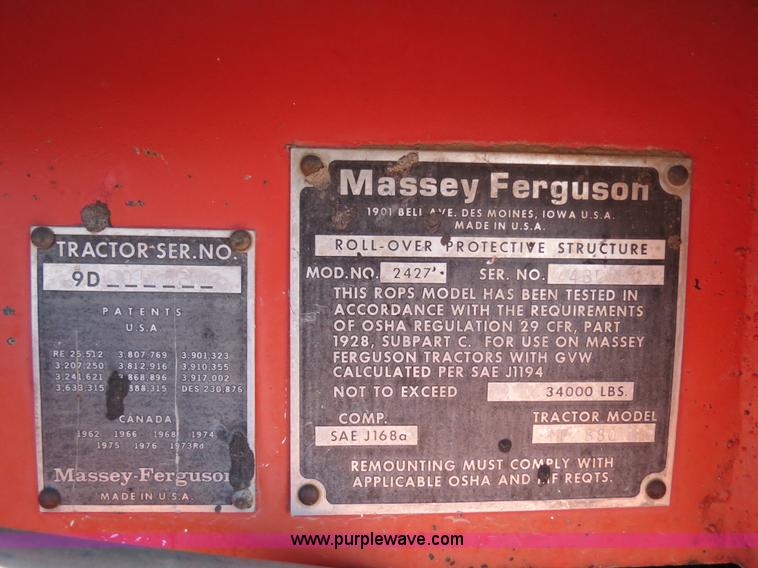 TRACTOR SER. NO.
9D
PATENTS
U.S.A
RE 25,512 3,807,769 3,901,323
3,207,250 3,812,916 3,910,355
3,241,621 868,896 3,917,002
3,633,315 888,315 DES 230,876
CANADA
1962 1966 1968 1974
1975 1976 1973Rd
Massey-Ferguson
MADE IN U.S.A.
Massey Ferguson
1901 BELL AVE. DES MOINES, IOWA U.S.A.
MADE IN U.S.A.
ROLL-OVER PROTECTIVE STRUCTURE
MOD. NO. 2427 SER. NO.
THIS ROPS MODEL HAS BEEN TESTED IN
ACCORDANCE WITH THE REQUIREMENTS
OF OSHA REGULATION 29 CFR, PART
1928, SUBPART C. FOR USE ON MASSEY
FERGUSON TRACTORS WITH GVW
CALCULATED PER SAE J1194
NOT TO EXCEED 34000 LBS.
COMP. TRACTOR MODEL
SAE J168a
REMOUNTING MUST COMPLY WITH
APPLICABLE OSHA AND MF REQTS.
www.purplewave.com